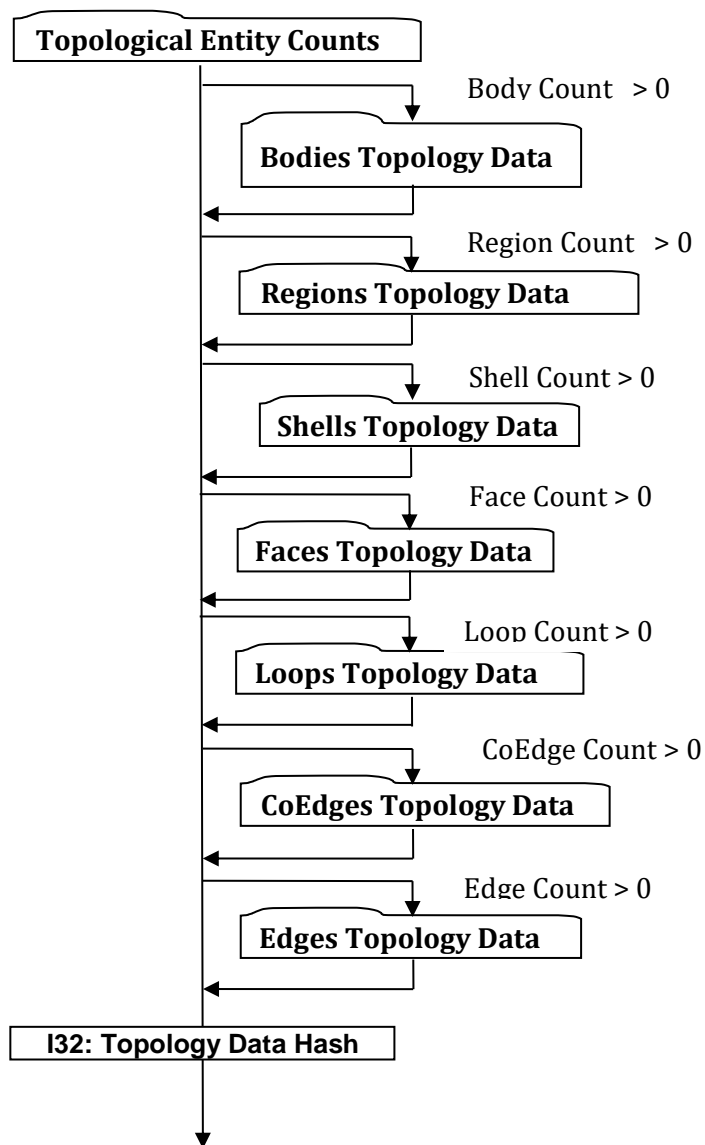 Topological Entity Counts
Body Count > 0
Bodies Topology Data
Region Count > 0
Regions Topology Data
Shell Count > 0
Shells Topology Data
Face Count > 0
Faces Topology Data
Loop Count > 0
Loops Topology Data
CoEdge Count > 0
CoEdges Topology Data
Edge Count > 0
Edges Topology Data
I32: Topology Data Hash